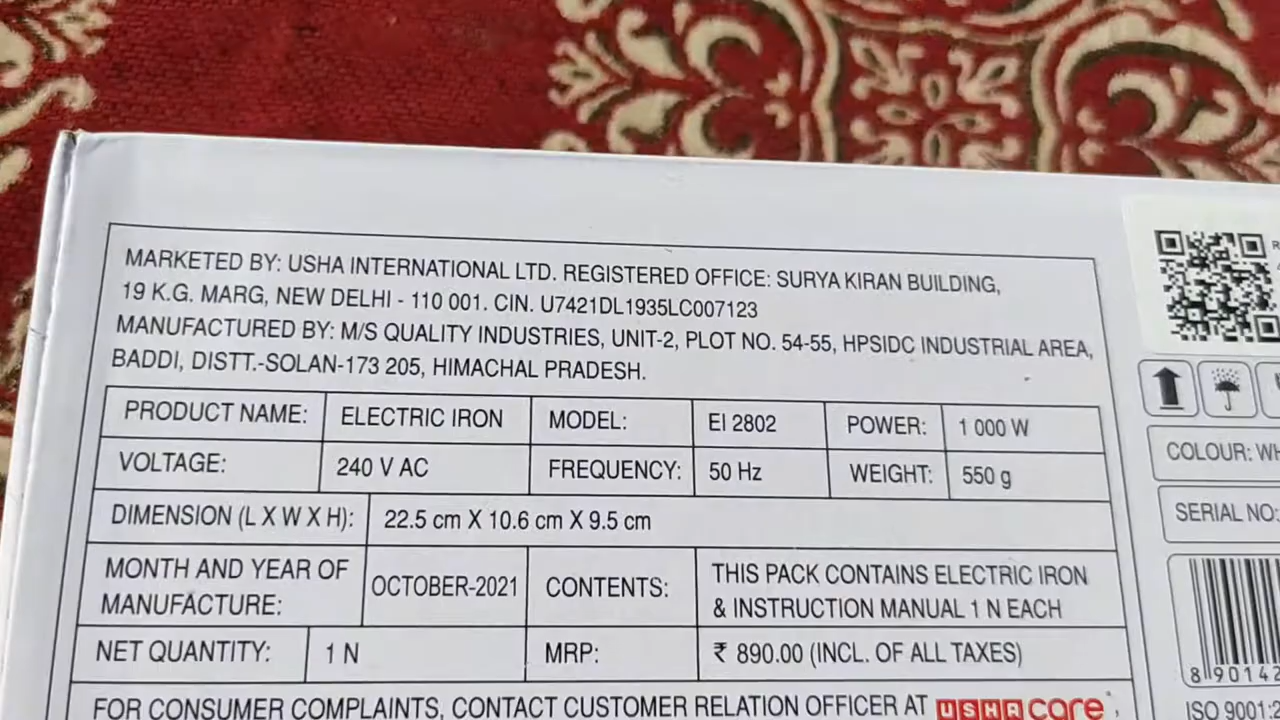 MARKETED BY: USHA INTERNATIONAL LTD. REGISTERED OFFICE: SURYA KIRAN BUILDING,
19 K.G. MARG, NEW DELHI - 110 001. CIN. U7421DL1935LC007123
MANUFACTURED BY: M/S QUALITY INDUSTRIES, UNIT-2, PLOT NO. 54-55, HPSIDC INDUSTRIAL AREA,
BADDI, DISTT.-SOLAN-173 205, HIMACHAL PRADESH.
PRODUCT NAME: ELECTRIC IRON MODEL: EI 2802 POWER: 1 000 W
VOLTAGE: 240 V AC FREQUENCY: 50 Hz WEIGHT: 550 g
DIMENSION (L X W X H): 22.5 cm X 10.6 cm X 9.5 cm
MONTH AND YEAR OF
MANUFACTURE: OCTOBER-2021 CONTENTS: THIS PACK CONTAINS ELECTRIC IRON
& INSTRUCTION MANUAL 1 N EACH
NET QUANTITY: 1 N MRP: ₹ 890.00 (INCL. OF ALL TAXES)
FOR CONSUMER COMPLAINTS, CONTACT CUSTOMER RELATION OFFICER AT USHA care,
COLOUR: WH
SERIAL NO:
8 90142
ISO 9001:2